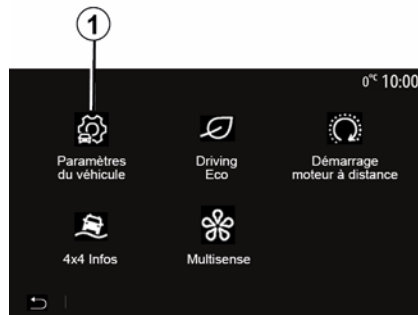 1
0°C 10:00
Paramètres
du véhicule
Driving
Eco
Démarrage
moteur à distance
4x4 Infos
Multisense